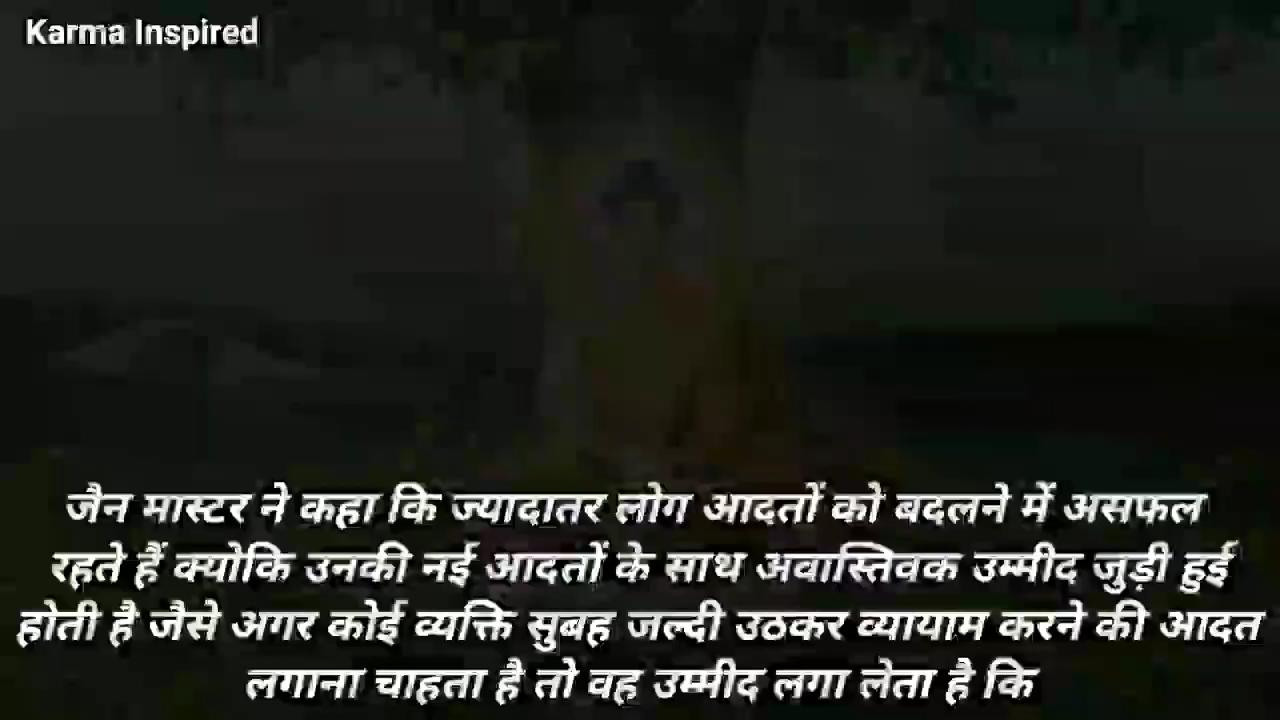 Karma Inspired
जैन मास्टर ने कहा कि ज्यादातर लोग आदतों को बदलने में असफल
रहते हैं क्योकि उनकी नई आदतों के साथ अवास्तिवक उम्मीद जुड़ी हुई
होती है जैसे अगर कोई व्यक्ति सुबह जल्दी उठकर व्यायाम करने की आदत
लगाना चाहता है तो वह उम्मीद लगा लेता है कि